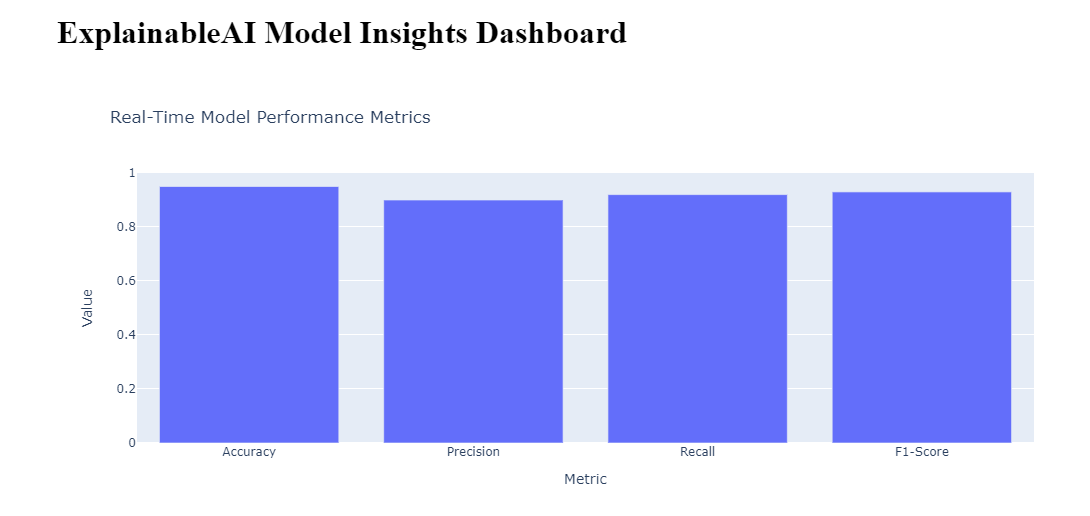 ExplainableAI Model Insights Dashboard
Real-Time Model Performance Metrics
1
0.8
0.6
0.4
0.2
0
Value
Accuracy Precision Recall F1-Score
Metric